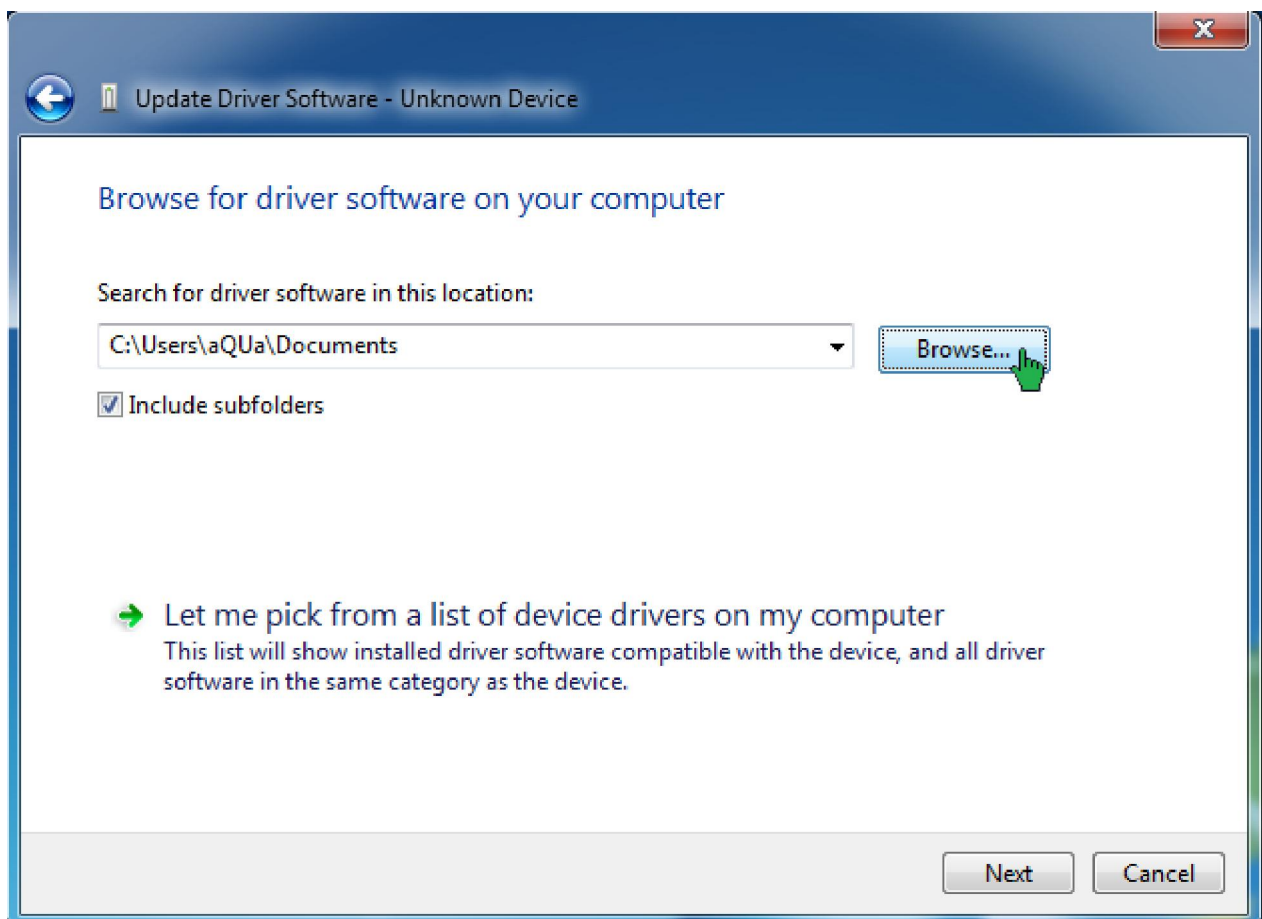 Update Driver Software - Unknown Device
Browse for driver software on your computer
Search for driver software in this location:
C:\Users\aQUa\Documents
Browse...
Include subfolders
Let me pick from a list of device drivers on my computer
This list will show installed driver software compatible with the device, and all driver
software in the same category as the device.
Next
Cancel